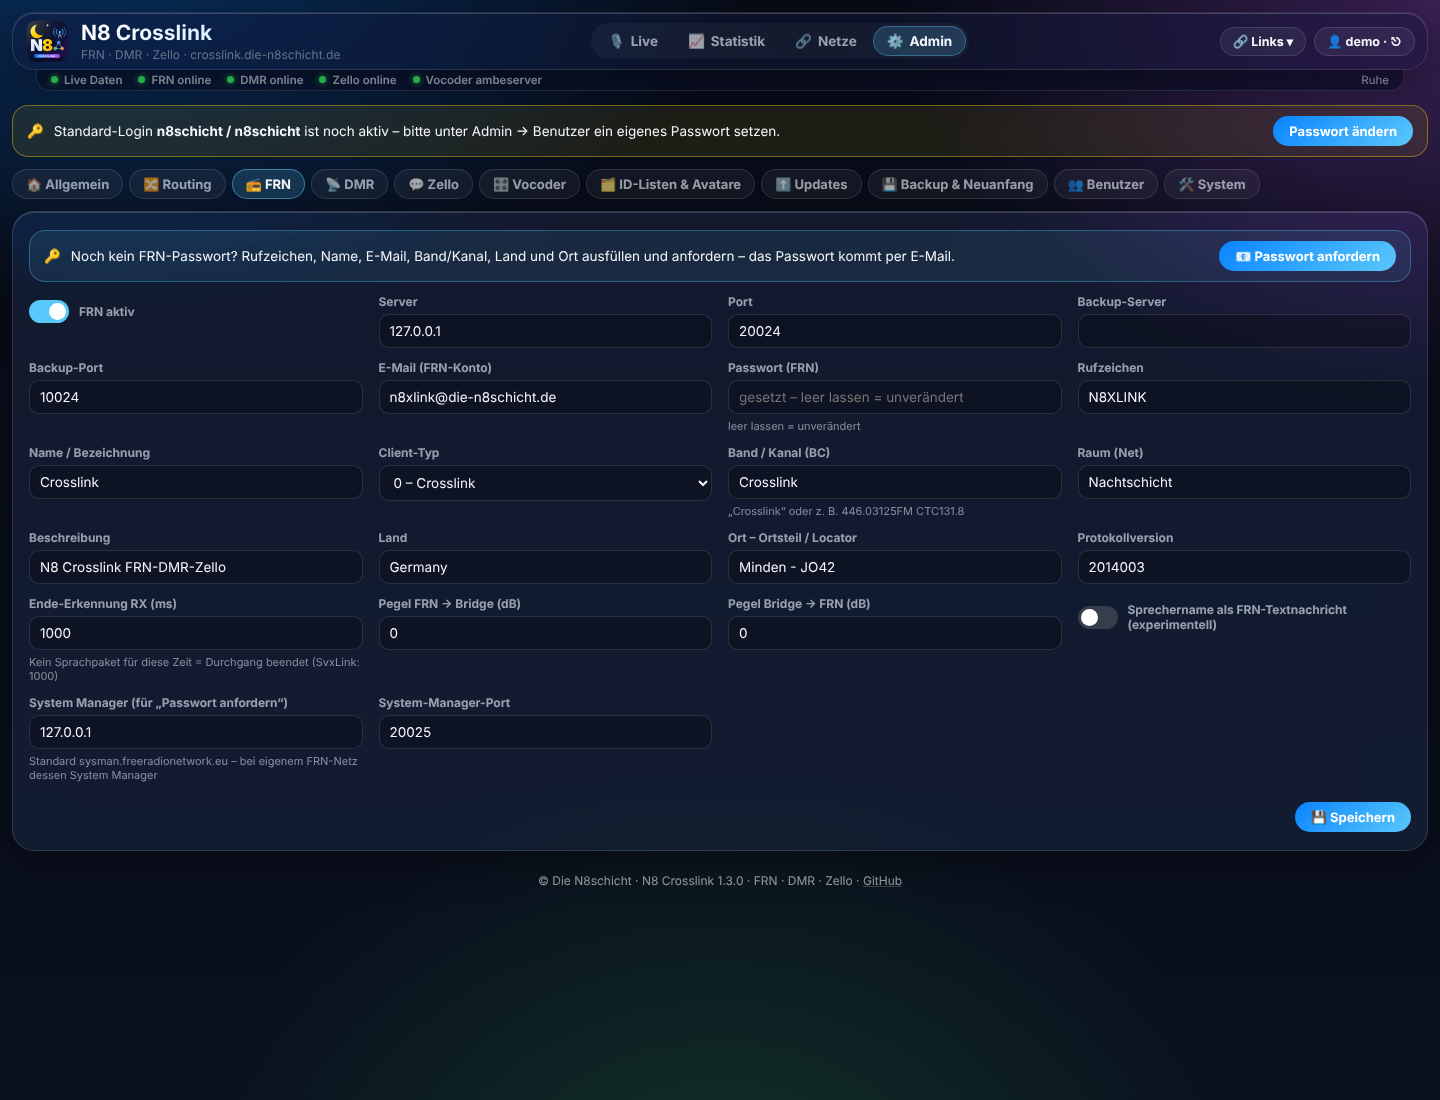 N8 Crosslink
FRN · DMR · Zello · crosslink.die-n8schicht.de
Live
Statistik
Netze
Admin
Links ▾
demo · ⎋
Live Daten
FRN online
DMR online
Zello online
Vocoder ambeserver
Ruhe
Standard-Login n8schicht / n8schicht ist noch aktiv – bitte unter Admin → Benutzer ein eigenes Passwort setzen.
Passwort ändern
Allgemein
Routing
FRN
DMR
Zello
Vocoder
ID-Listen & Avatare
Updates
Backup & Neuanfang
Benutzer
System
Noch kein FRN-Passwort? Rufzeichen, Name, E-Mail, Band/Kanal, Land und Ort ausfüllen und anfordern – das Passwort kommt per E-Mail.
Passwort anfordern
FRN aktiv
Server
127.0.0.1
Port
20024
Backup-Server
Backup-Port
10024
E-Mail (FRN-Konto)
n8xlink@die-n8schicht.de
Passwort (FRN)
gesetzt – leer lassen = unverändert
leer lassen = unverändert
Rufzeichen
N8XLINK
Name / Bezeichnung
Crosslink
Client-Typ
0 – Crosslink
Band / Kanal (BC)
Crosslink
„Crosslink“ oder z. B. 446.03125FM CTC131.8
Raum (Net)
Nachtschicht
Beschreibung
N8 Crosslink FRN-DMR-Zello
Land
Germany
Ort – Ortsteil / Locator
Minden - JO42
Protokollversion
2014003
Ende-Erkennung RX (ms)
1000
Kein Sprachpaket für diese Zeit = Durchgang beendet (SvxLink:
1000)
Pegel FRN → Bridge (dB)
0
Pegel Bridge → FRN (dB)
0
Sprechername als FRN-Textnachricht
(experimentell)
System Manager (für „Passwort anfordern“)
127.0.0.1
Standard sysman.freeradionetwork.eu – bei eigenem FRN-Netz
dessen System Manager
System-Manager-Port
20025
Speichern
© Die N8schicht · N8 Crosslink 1.3.0 · FRN · DMR · Zello · GitHub